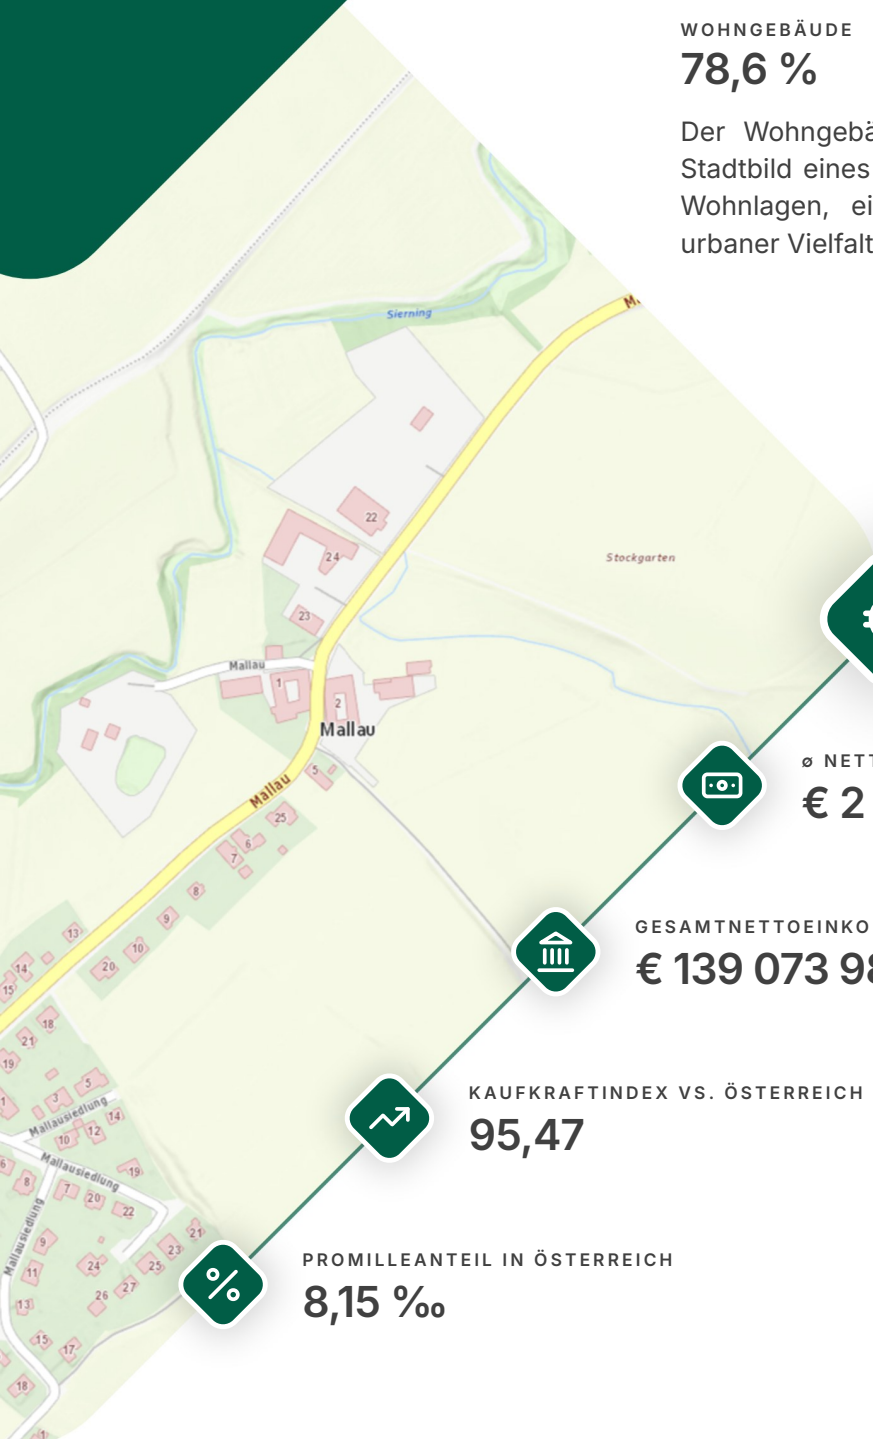 WOHNGEBÄUDE
78,6 %
Der Wohngebä
Stadtbild eines
Wohnlagen, ei
urbaner Vielfalt
Sierning
M.
22
24
Stockgarten
23
Mallau
1
2
Mallau
5
Mallau
25
6
7
8
9
10
20
13
14
15
18
21
19
1
3
5
Mallausiedlung
14
12
10
Mallausiedlung
6
8
7
20
19
22
Mallausiedlung
9
11
24
25
23
21
13
26
27
15
17
18
1
ø NETT
€ 2
GESAMTNETTOEINKO
€ 139 073 98
KAUFKRAFTINDEX VS. ÖSTERREICH
95,47
PROMILLEANTEIL IN ÖSTERREICH
8,15 ‰